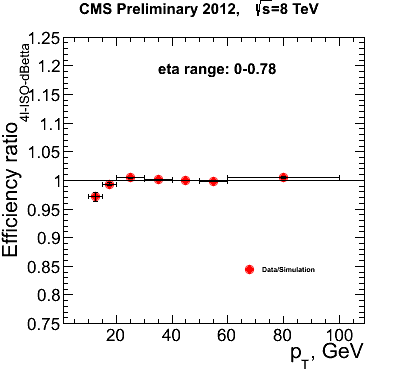 CMS Preliminary 2012, √s=8 TeV
eta range: 0-0.78
Efficiency ratio 4l-ISO-dBetta
1.25
1.2
1.15
1.1
1.05
1
0.95
0.9
0.85
0.8
0.75
Data/Simulation
20 40 60 80 100
pT, GeV